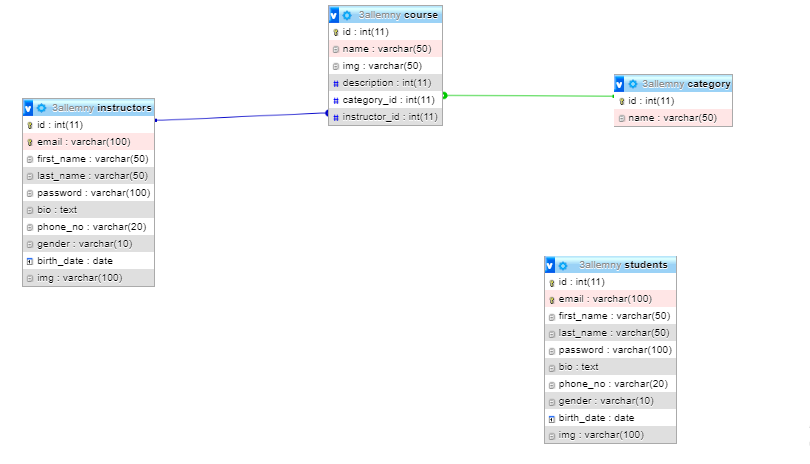 3allemny course
id : int(11)
name : varchar(50)
img : varchar(50)
description : int(11)
category_id : int(11)
instructor_id : int(11)
3allemny category
id : int(11)
name : varchar(50)
3allemny instructors
id : int(11)
email : varchar(100)
first_name : varchar(50)
last_name : varchar(50)
password : varchar(100)
bio : text
phone_no : varchar(20)
gender : varchar(10)
birth_date : date
img : varchar(100)
3allemny students
id : int(11)
email : varchar(100)
first_name : varchar(50)
last_name : varchar(50)
password : varchar(100)
bio : text
phone_no : varchar(20)
gender : varchar(10)
birth_date : date
img : varchar(100)